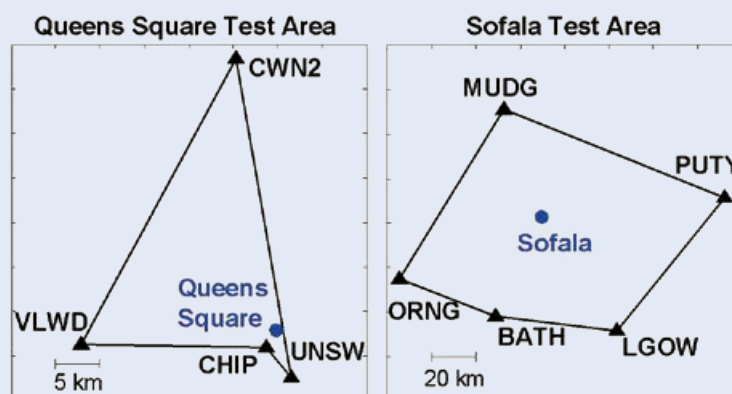 Queens Square Test Area
CWN2
Queens
Square
VLWD
CHIP
UNSW
5 km
Sofala Test Area
MUDG
PUTY
Sofala
ORNG
BATH
LGOW
20 km